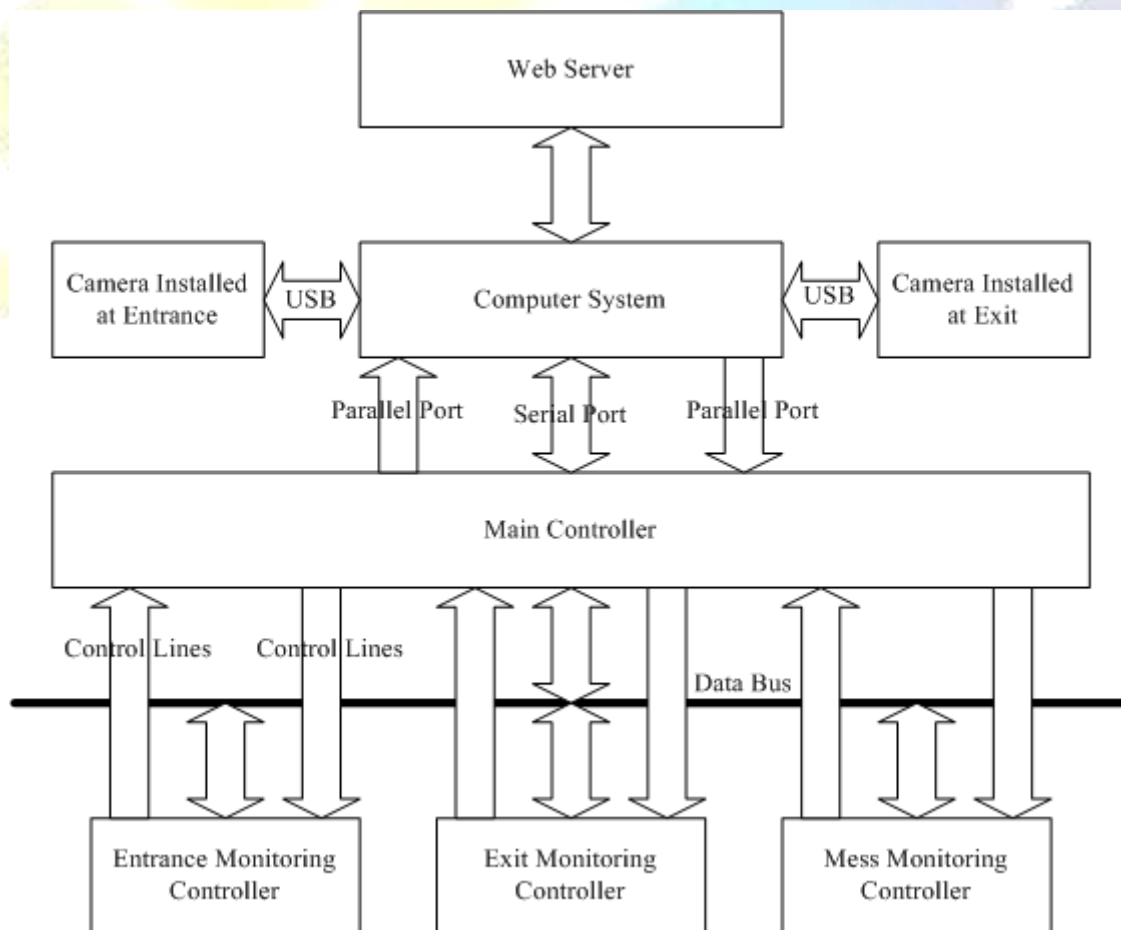 Web Server
Camera Installed
at Entrance
USB
Computer System
USB
Camera Installed
at Exit
Parallel Port
Serial Port
Parallel Port
Main Controller
Control Lines
Control Lines
Data Bus
Entrance Monitoring
Controller
Exit Monitoring
Controller
Mess Monitoring
Controller